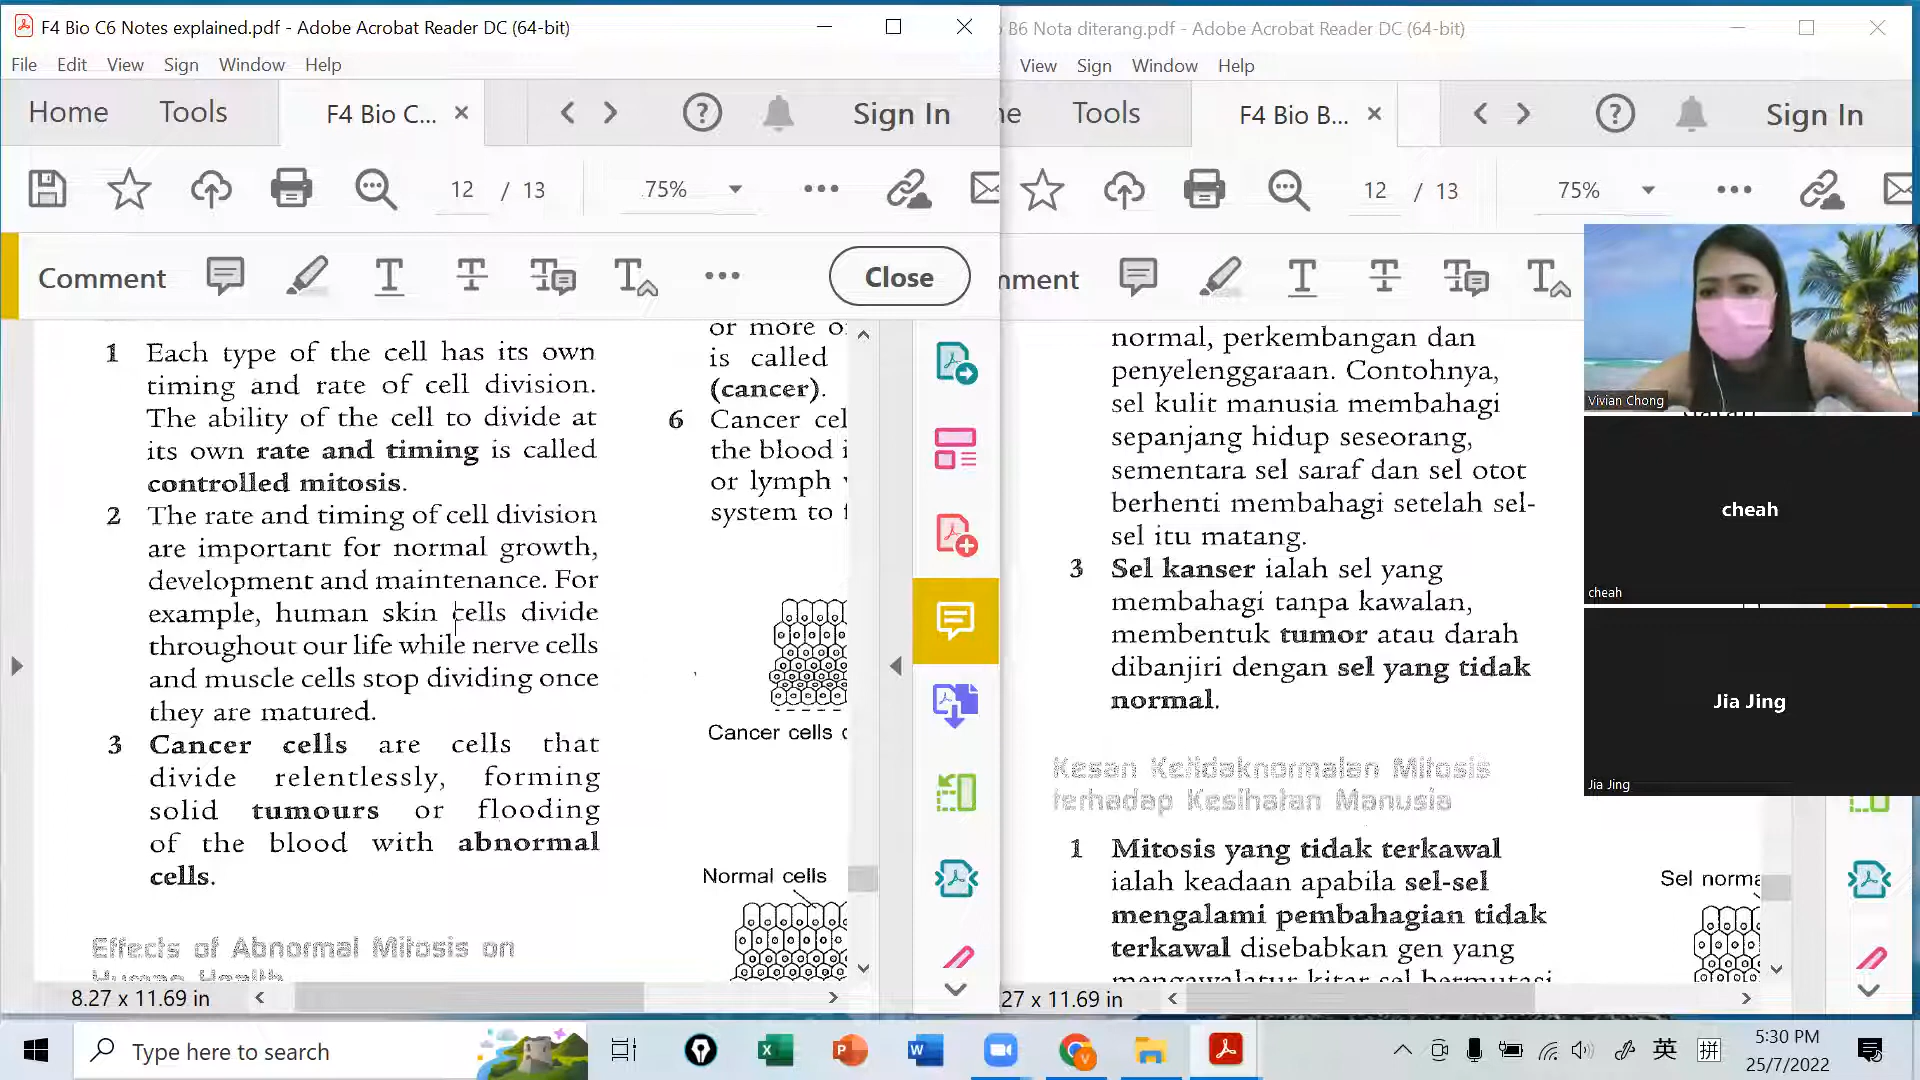 F4 Bio C6 Notes explained.pdf - Adobe Acrobat Reader DC (64-bit)
File Edit View Sign Window Help
Home Tools F4 Bio C... Sign In
12 / 13 75%
Comment Close
1 Each type of the cell has its own
timing and rate of cell division.
The ability of the cell to divide at
its own rate and timing is called
controlled mitosis.
2 The rate and timing of cell division
are important for normal growth,
development and maintenance. For
example, human skin cells divide
throughout our life while nerve cells
and muscle cells stop dividing once
they are matured.
3 Cancer cells are cells that
divide relentlessly, forming
solid tumours or flooding
of the blood with abnormal
cells.
Effects of Abnormal Mitosis on
Human Health
or more
is called
(cancer).
6 Cancer cel
the blood
or lymph
system to
Cancer cells
Normal cells
8.27 x 11.69 in
B6 Nota diterang.pdf - Adobe Acrobat Reader DC (64-bit)
View Sign Window Help
ne Tools F4 Bio B... Sign In
12 / 13 75%
mment
normal, perkembangan dan
penyelenggaraan. Contohnya,
sel kulit manusia membahagi
sepanjang hidup seseorang,
sementara sel saraf dan sel otot
berhenti membahagi setelah sel-
sel itu matang.
3 Sel kanser ialah sel yang
membahagi tanpa kawalan,
membentuk tumor atau darah
dibanjiri dengan sel yang tidak
normal.
Kesan Ketidaknormalan Mitosis
terhadap Kesihatan Manusia
1 Mitosis yang tidak terkawal
ialah keadaan apabila sel-sel
mengalami pembahagian tidak
terkawal disebabkan gen yang
mengawalatur kitar sel bermutasi
Sel norma
27 x 11.69 in
Vivian Chong
cheah
cheah
Jia Jing
Jia Jing
Type here to search
英 拼
5:30 PM
25/7/2022